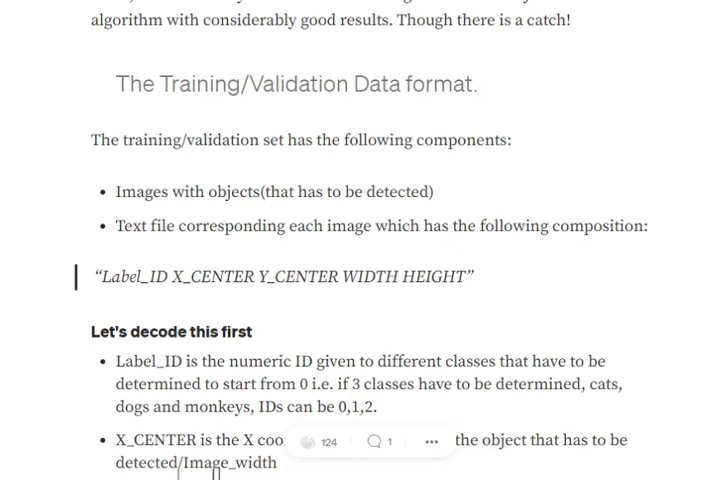 algorithm with considerably good results. Though there is a catch!
The Training/Validation Data format.
The training/validation set has the following components:
• Images with objects(that has to be detected)
• Text file corresponding each image which has the following composition:
“Label_ID X_CENTER Y_CENTER WIDTH HEIGHT”
Let's decode this first
• Label_ID is the numeric ID given to different classes that have to be
determined to start from 0 i.e. if 3 classes have to be determined, cats,
dogs and monkeys, IDs can be 0,1,2.
• X_CENTER is the X coo the object that has to be
124 1
detected/Image_width